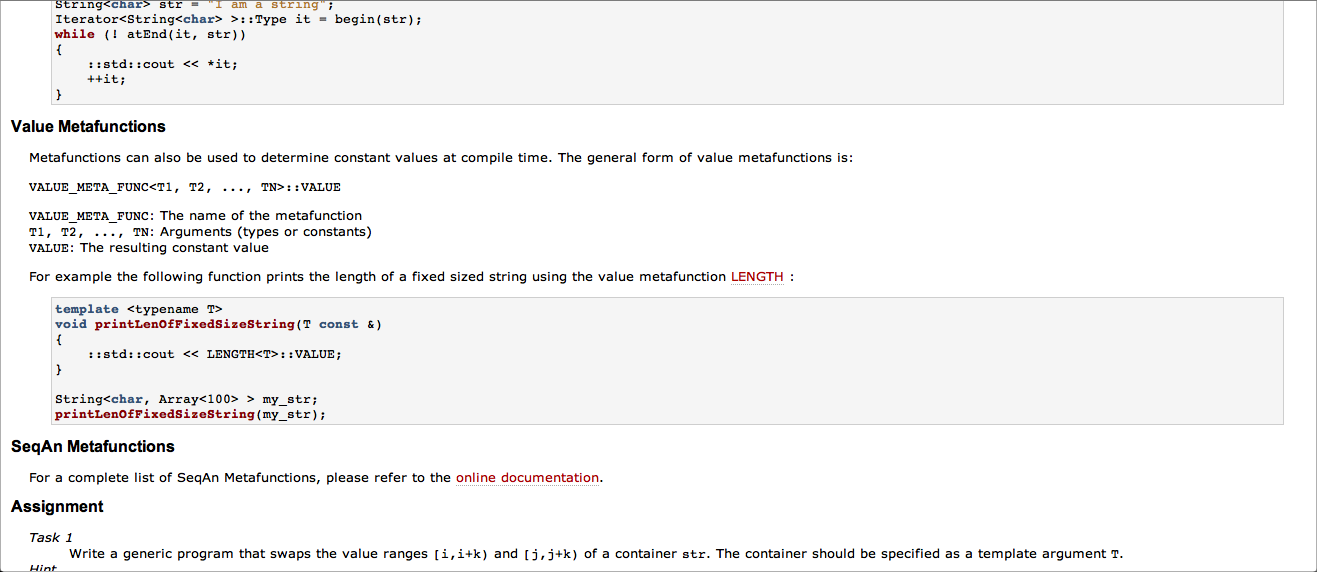 String<char> str = "I am a string";
Iterator<String<char> >::Type it = begin(str);
while (! atEnd(it, str))
{
    ::std::cout << *it;
    ++it;
}
Value Metafunctions
Metafunctions can also be used to determine constant values at compile time. The general form of value metafunctions is:
VALUE_META_FUNC<T1, T2, ..., TN>::VALUE
VALUE_META_FUNC: The name of the metafunction
T1, T2, ..., TN: Arguments (types or constants)
VALUE: The resulting constant value
For example the following function prints the length of a fixed sized string using the value metafunction LENGTH :
template <typename T>
void printLenOfFixedSizeString(T const &)
{
    ::std::cout << LENGTH<T>::VALUE;
}
String<char, Array<100> > my_str;
printLenOfFixedSizeString(my_str);
SeqAn Metafunctions
For a complete list of SeqAn Metafunctions, please refer to the online documentation.
Assignment
Task 1
Write a generic program that swaps the value ranges [i,i+k) and [j,j+k) of a container str. The container should be specified as a template argument T.
Hint